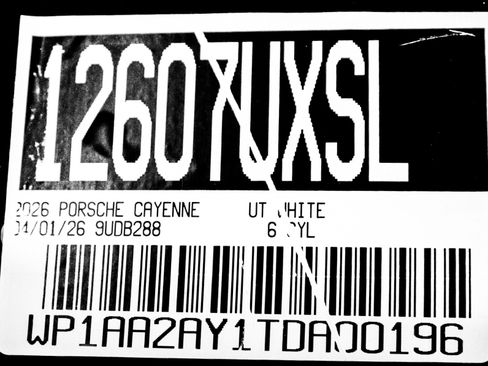 12607UXSL
2026 PORSCHE CAYENNE UT WHITE
04/01/26 9UDB288 6 CYL
WP1AA2AY1TDA00196